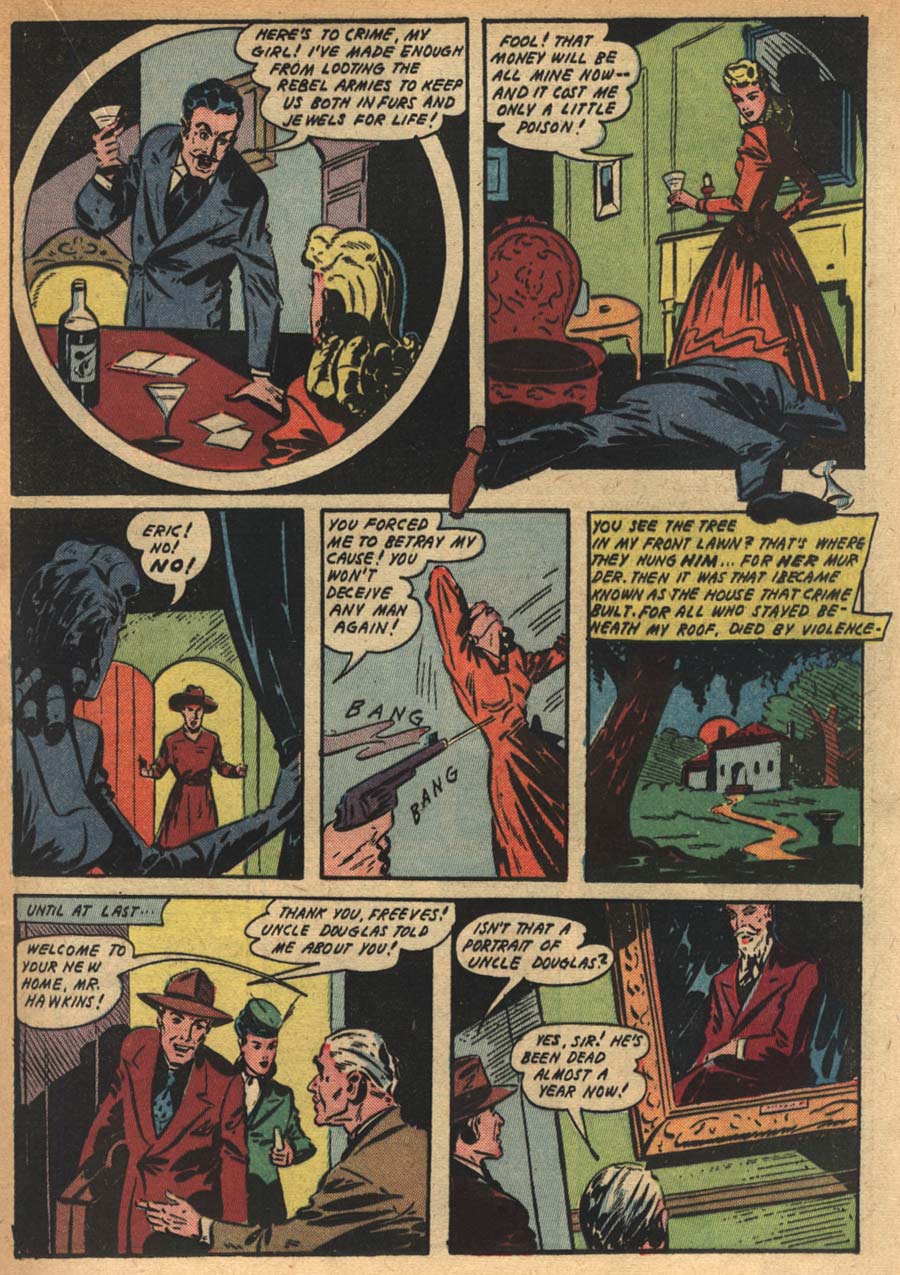 HERE'S TO CRIME, MY
GIRL! I'VE MADE ENOUGH
FROM LOOTING THE
REBEL ARMIES TO KEEP
US BOTH IN FURS AND
JEWELS FOR LIFE!
FOOL! THAT
MONEY WILL BE
ALL MINE NOW--
AND IT COST ME
ONLY A LITTLE
POISON!
ERIC!
NO!
NO!
YOU FORCED
ME TO BETRAY MY
CAUSE! YOU
WON'T
DECEIVE
ANY MAN
AGAIN!
BANG
BANG
YOU SEE THE TREE
IN MY FRONT LAWN? THAT'S WHERE
THEY HUNG HIM... FOR HER MUR
DER. THEN IT WAS THAT I BECAME
KNOWN AS THE HOUSE THAT CRIME
BUILT. FOR ALL WHO STAYED BE-
NEATH MY ROOF, DIED BY VIOLENCE-
UNTIL AT LAST...
WELCOME TO
YOUR NEW
HOME, MR.
HAWKINS!
THANK YOU, FREEVES!
UNCLE DOUGLAS TOLD
ME ABOUT YOU!
ISN'T THAT A
PORTRAIT OF
UNCLE DOUGLAS?
YES, SIR! HE'S
BEEN DEAD
ALMOST A
YEAR NOW!